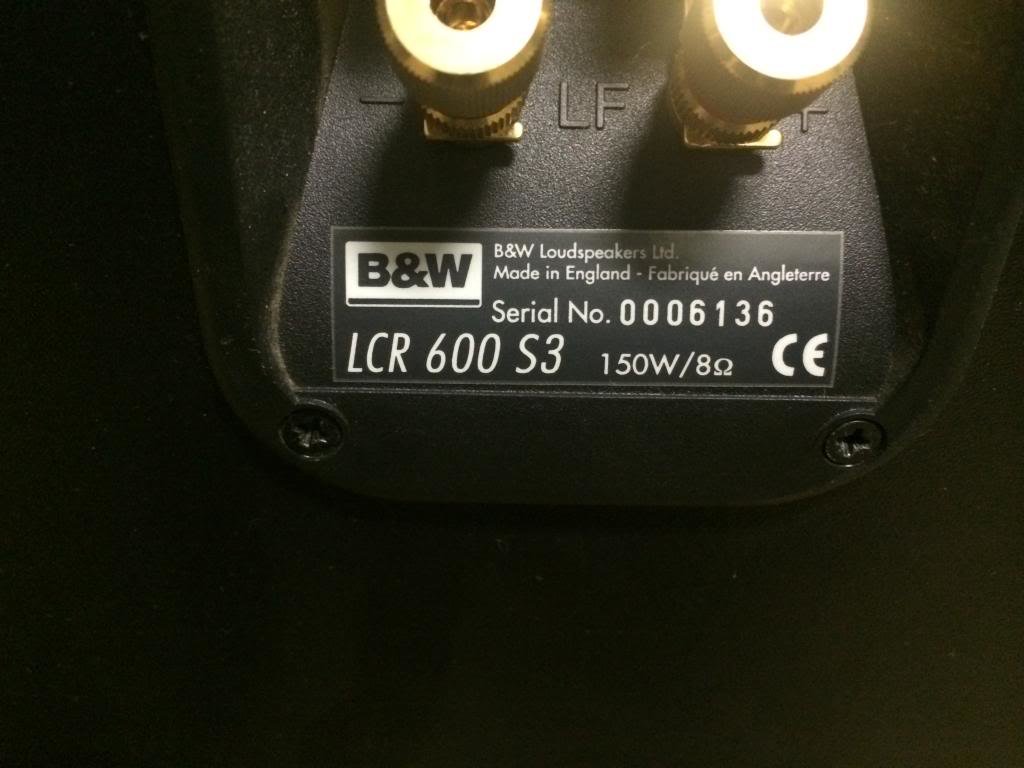 - LF +
B&W
B&W Loudspeakers Ltd.
Made in England - Fabriqué en Angleterre
Serial No. 0006136
LCR 600 S3 150W/8Ω CE